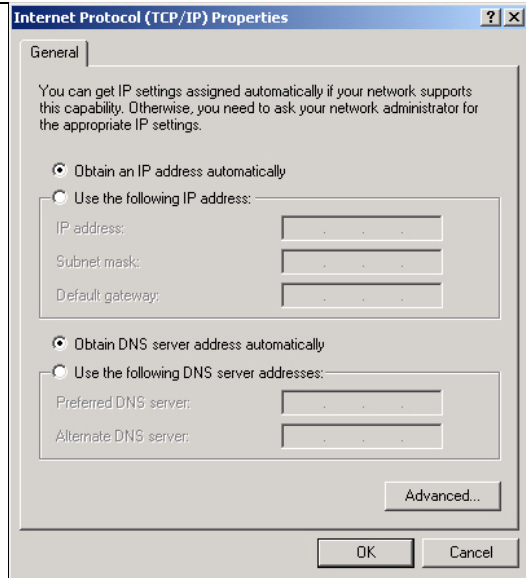 Internet Protocol (TCP/IP) Properties
General
You can get IP settings assigned automatically if your network supports
this capability. Otherwise, you need to ask your network administrator for
the appropriate IP settings.
Obtain an IP address automatically
Use the following IP address:
IP address:
Subnet mask:
Default gateway:
Obtain DNS server address automatically
Use the following DNS server addresses:
Preferred DNS server:
Alternate DNS server:
Advanced...
OK Cancel